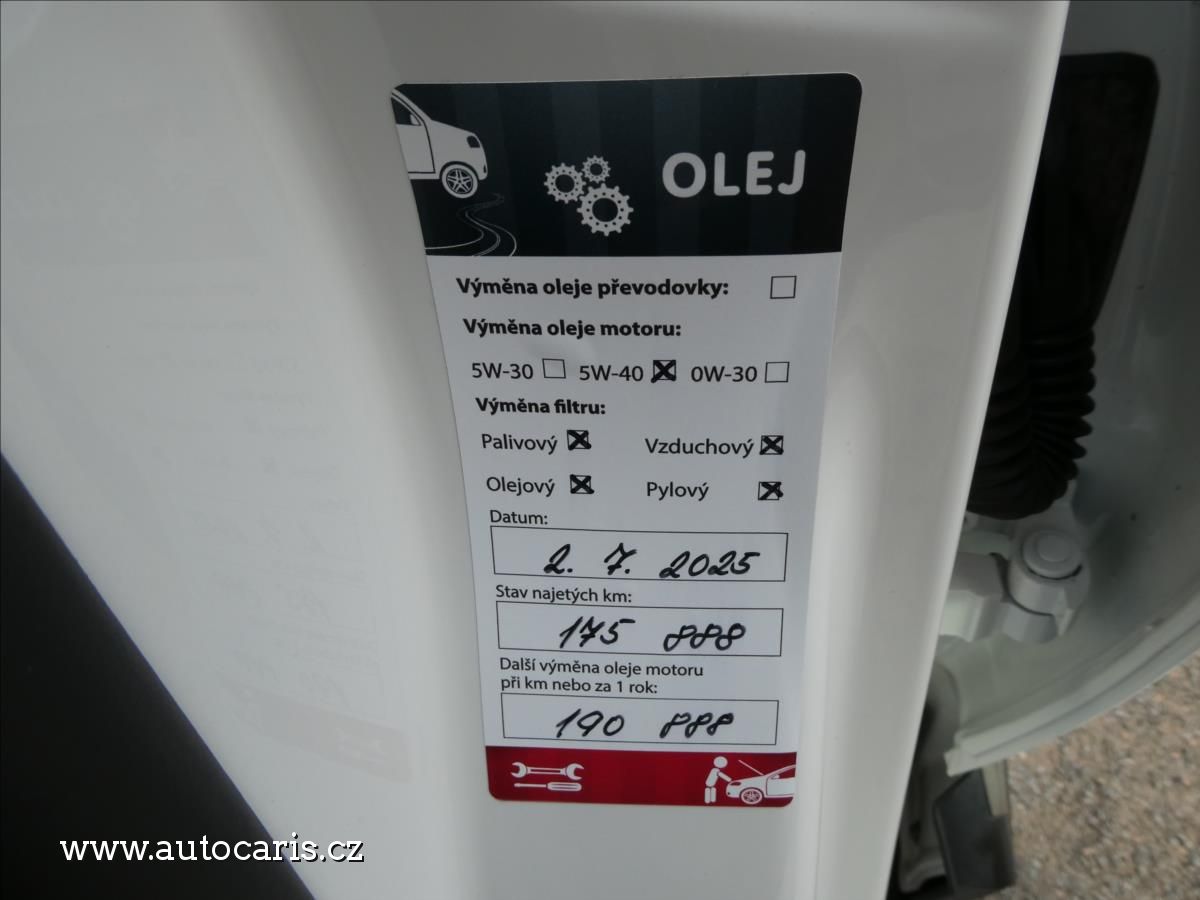 OLEJ
Výměna oleje převodovky:
Výměna oleje motoru:
5W-30 5W-40 0W-30
Výměna filtru:
Palivový Vzduchový
Olejový Pylový
Datum:
2. 7. 2025
Stav najetých km:
175 888
Další výměna oleje motoru
při km nebo za 1 rok:
190 888
www.autocaris.cz